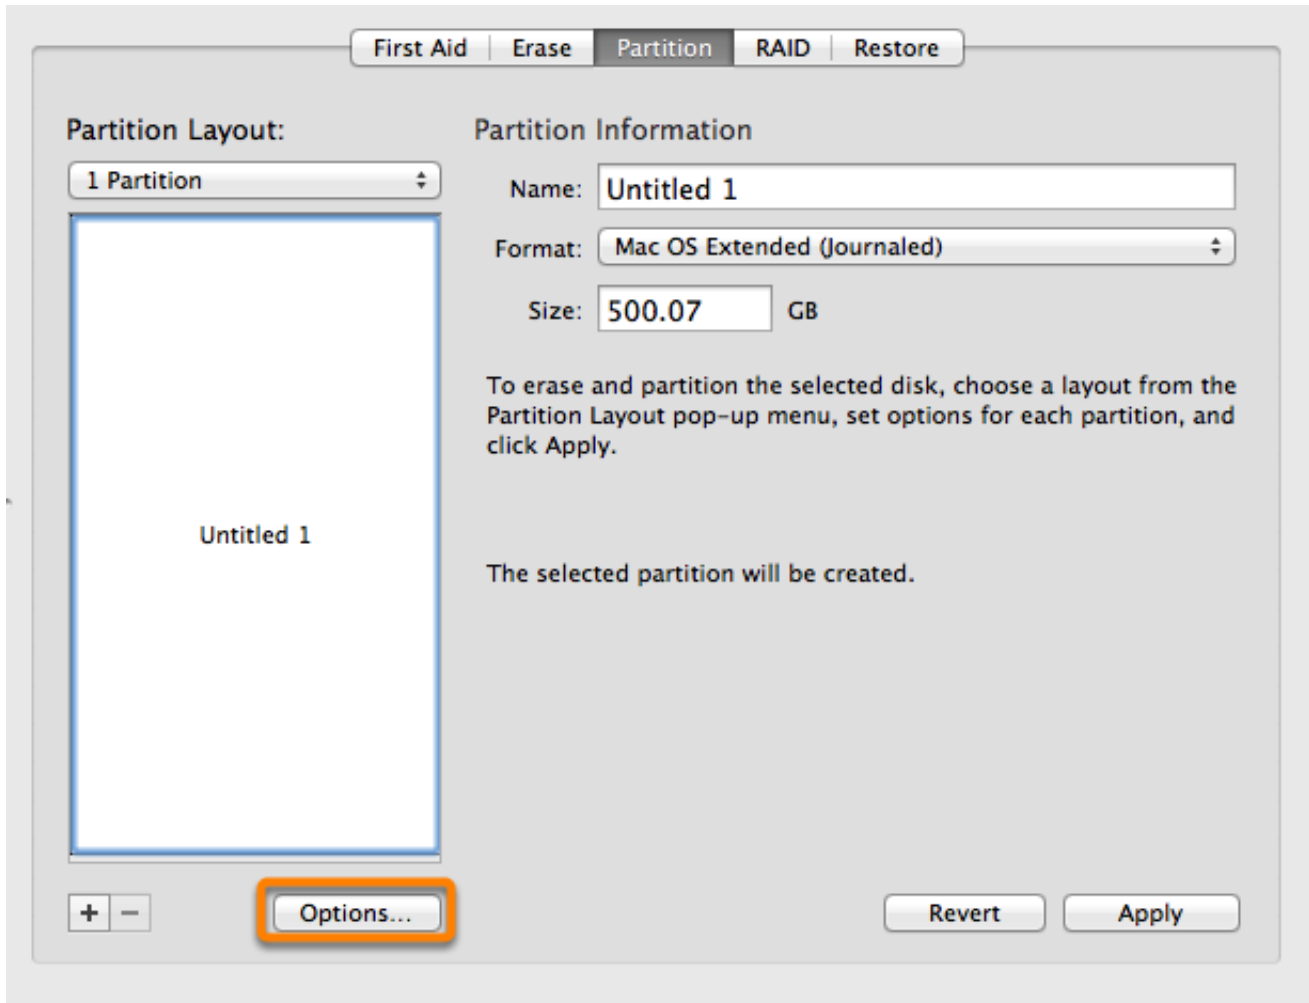 First Aid Erase Partition RAID Restore
Partition Layout:
1 Partition
Untitled 1
Partition Information
Name: Untitled 1
Format: Mac OS Extended (Journaled)
Size: 500.07 GB
To erase and partition the selected disk, choose a layout from the
Partition Layout pop-up menu, set options for each partition, and
click Apply.
The selected partition will be created.
+ − Options... Revert Apply